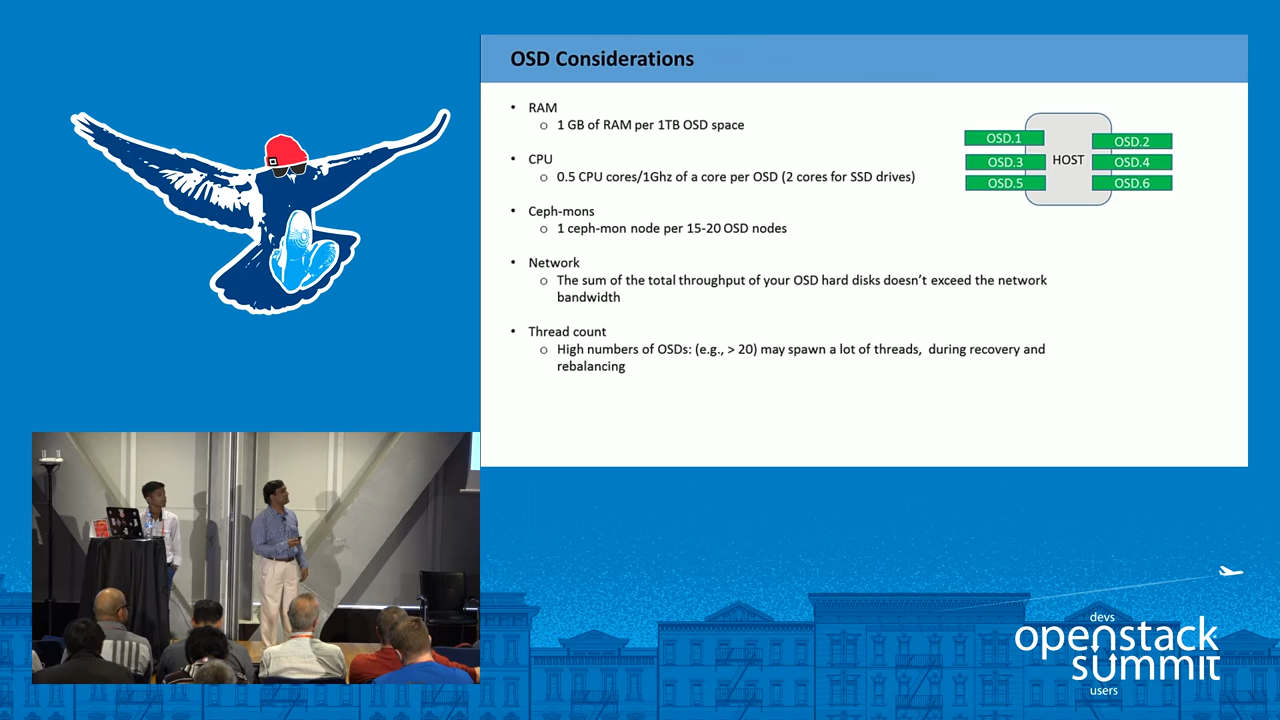 OSD Considerations
• RAM
o 1 GB of RAM per 1TB OSD space
• CPU
o 0.5 CPU cores/1Ghz of a core per OSD (2 cores for SSD drives)
• Ceph-mons
o 1 ceph-mon node per 15-20 OSD nodes
• Network
o The sum of the total throughput of your OSD hard disks doesn't exceed the network
bandwidth
• Thread count
o High numbers of OSDs: (e.g., > 20) may spawn a lot of threads, during recovery and
rebalancing
OSD.1
OSD.2
HOST
OSD.3
OSD.4
OSD.5
OSD.6
devs
openstack
summit
users